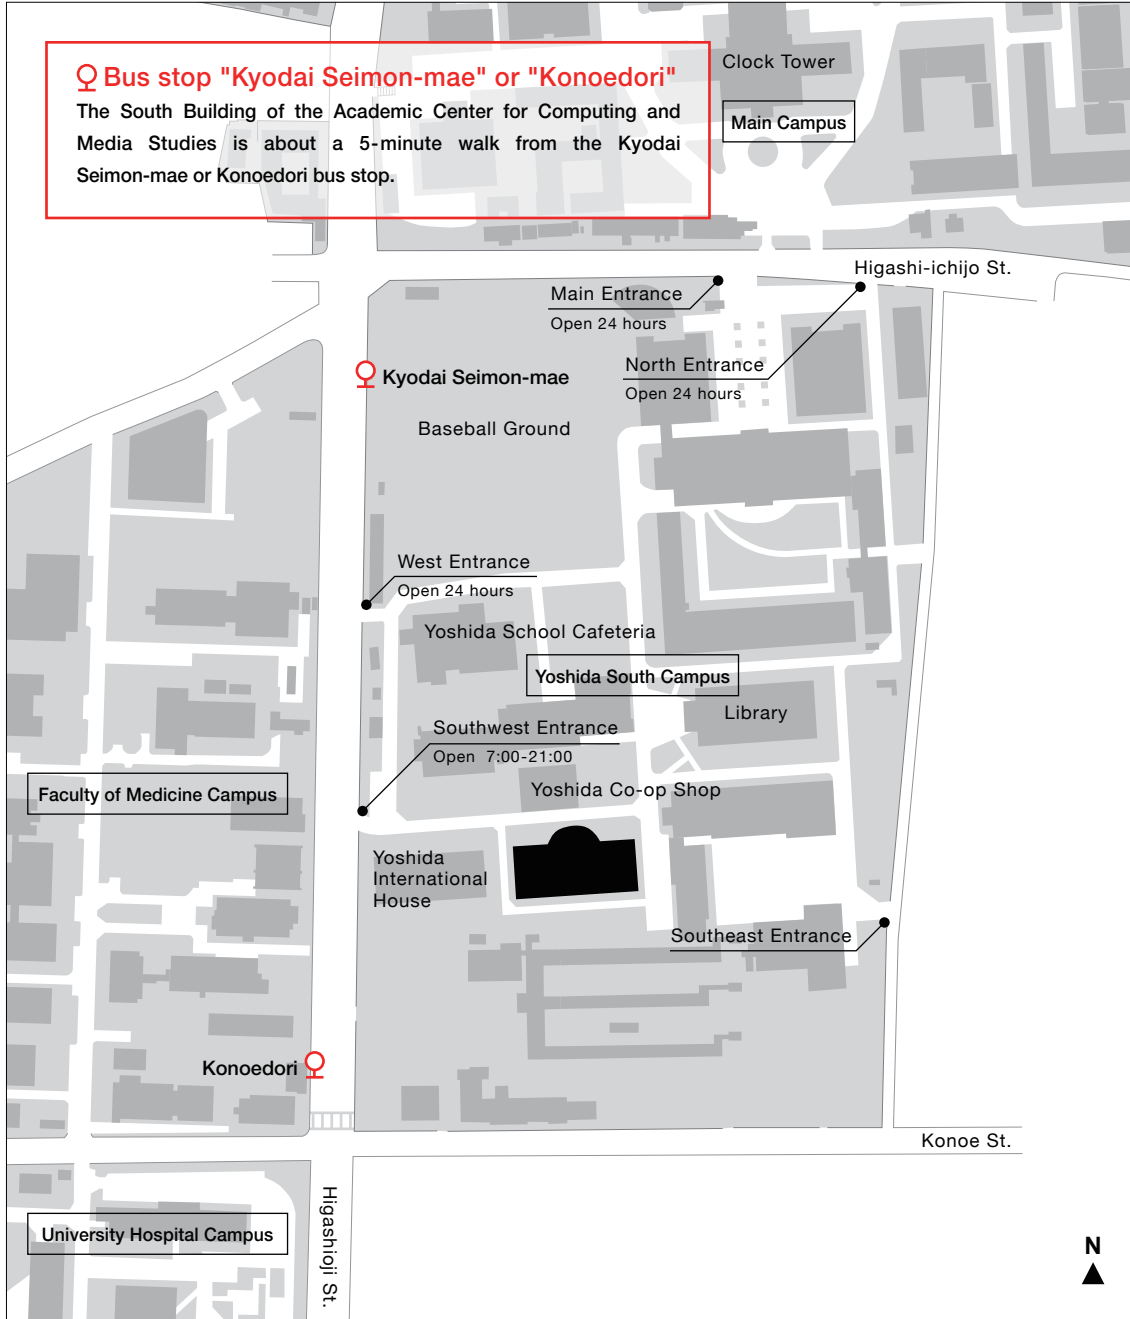 Bus stop "Kyodai Seimon-mae" or "Konoedori"
The South Building of the Academic Center for Computing and
Media Studies is about a 5-minute walk from the Kyodai
Seimon-mae or Konoedori bus stop.
Clock Tower
Main Campus
Higashi-ichijo St.
Main Entrance
Open 24 hours
North Entrance
Open 24 hours
Kyodai Seimon-mae
Baseball Ground
West Entrance
Open 24 hours
Yoshida School Cafeteria
Yoshida South Campus
Library
Southwest Entrance
Open 7:00-21:00
Faculty of Medicine Campus
Yoshida Co-op Shop
Yoshida
International
House
Southeast Entrance
Konoedori
Konoe St.
Higashioji St.
University Hospital Campus
N